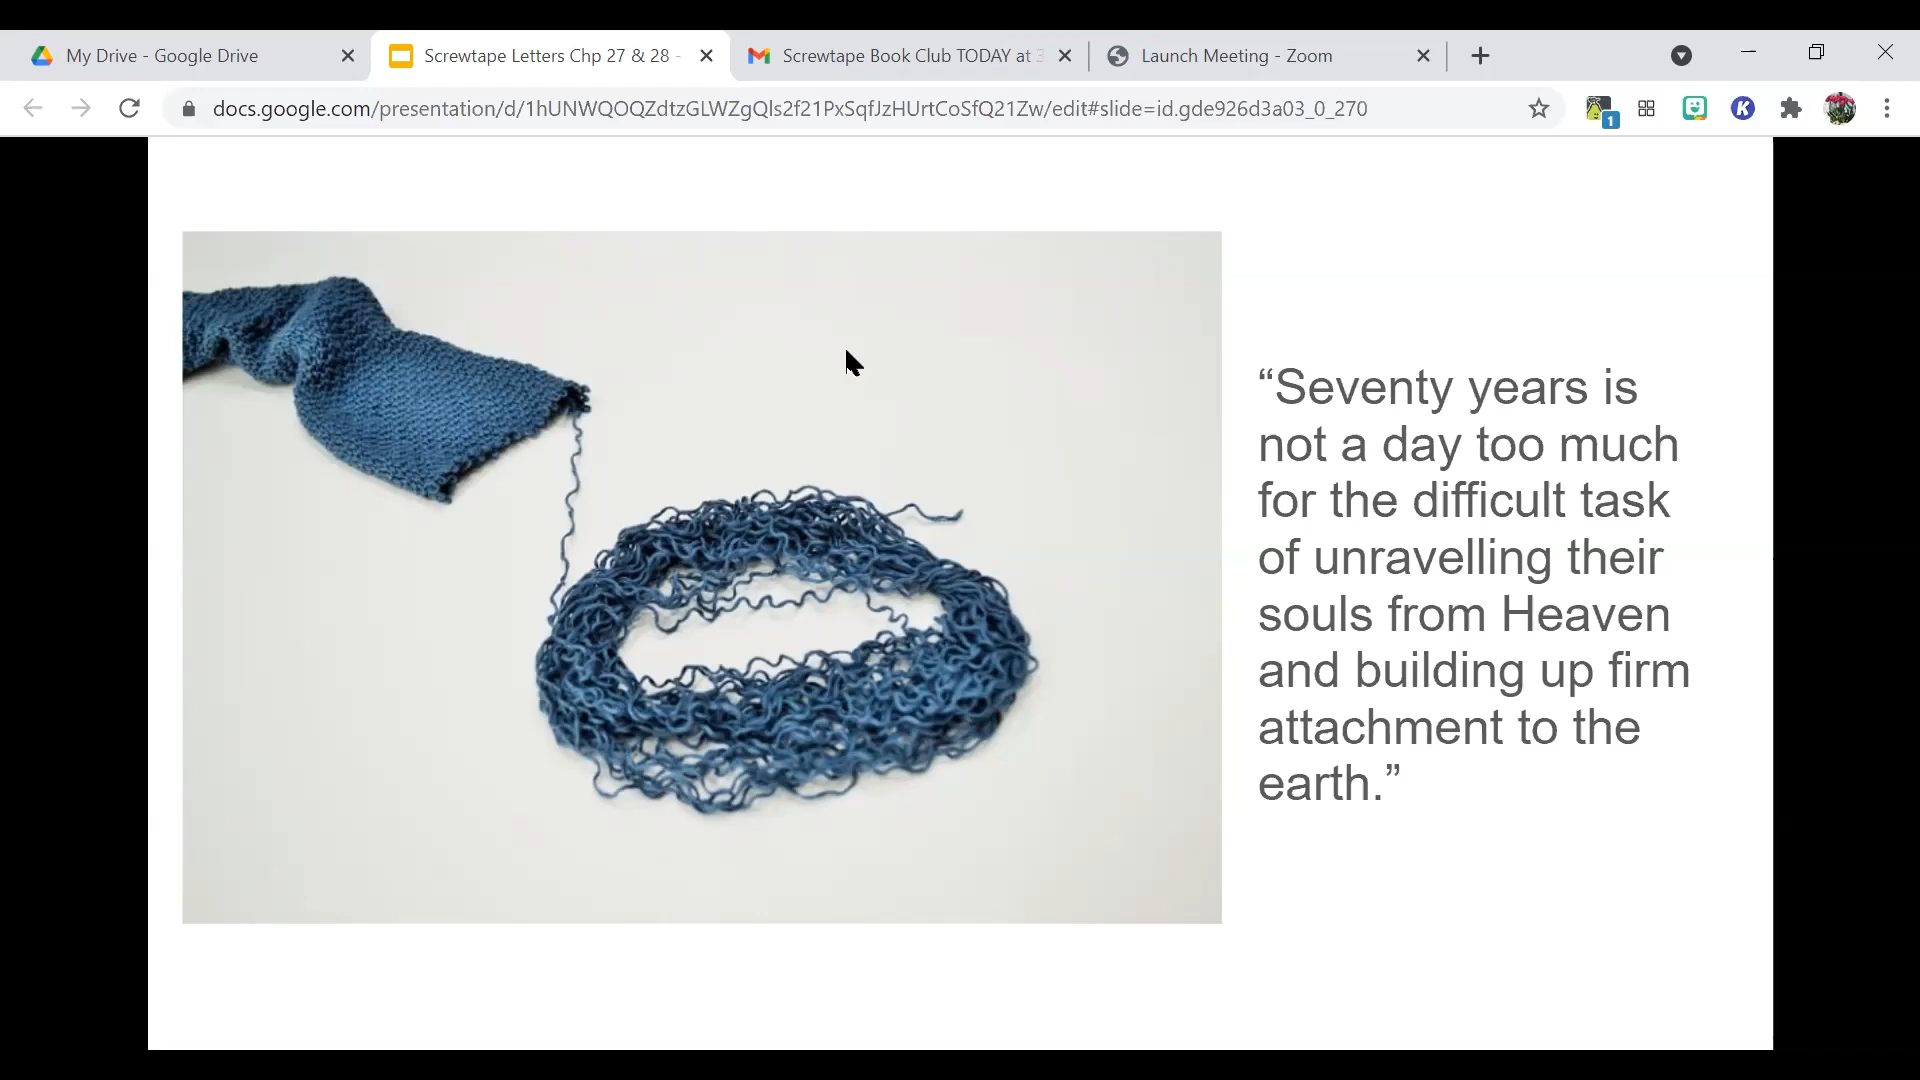 My Drive - Google Drive
Screwtape Letters Chp 27 & 28 -
Screwtape Book Club TODAY at 3
Launch Meeting - Zoom
docs.google.com/presentation/d/1hUNWQOQZdtzGLWZgQls2f21PxSqfJzHUrtCoSfQ21Zw/edit#slide=id.gde926d3a03_0_270
1
K
“Seventy years is
not a day too much
for the difficult task
of unravelling their
souls from Heaven
and building up firm
attachment to the
earth.”